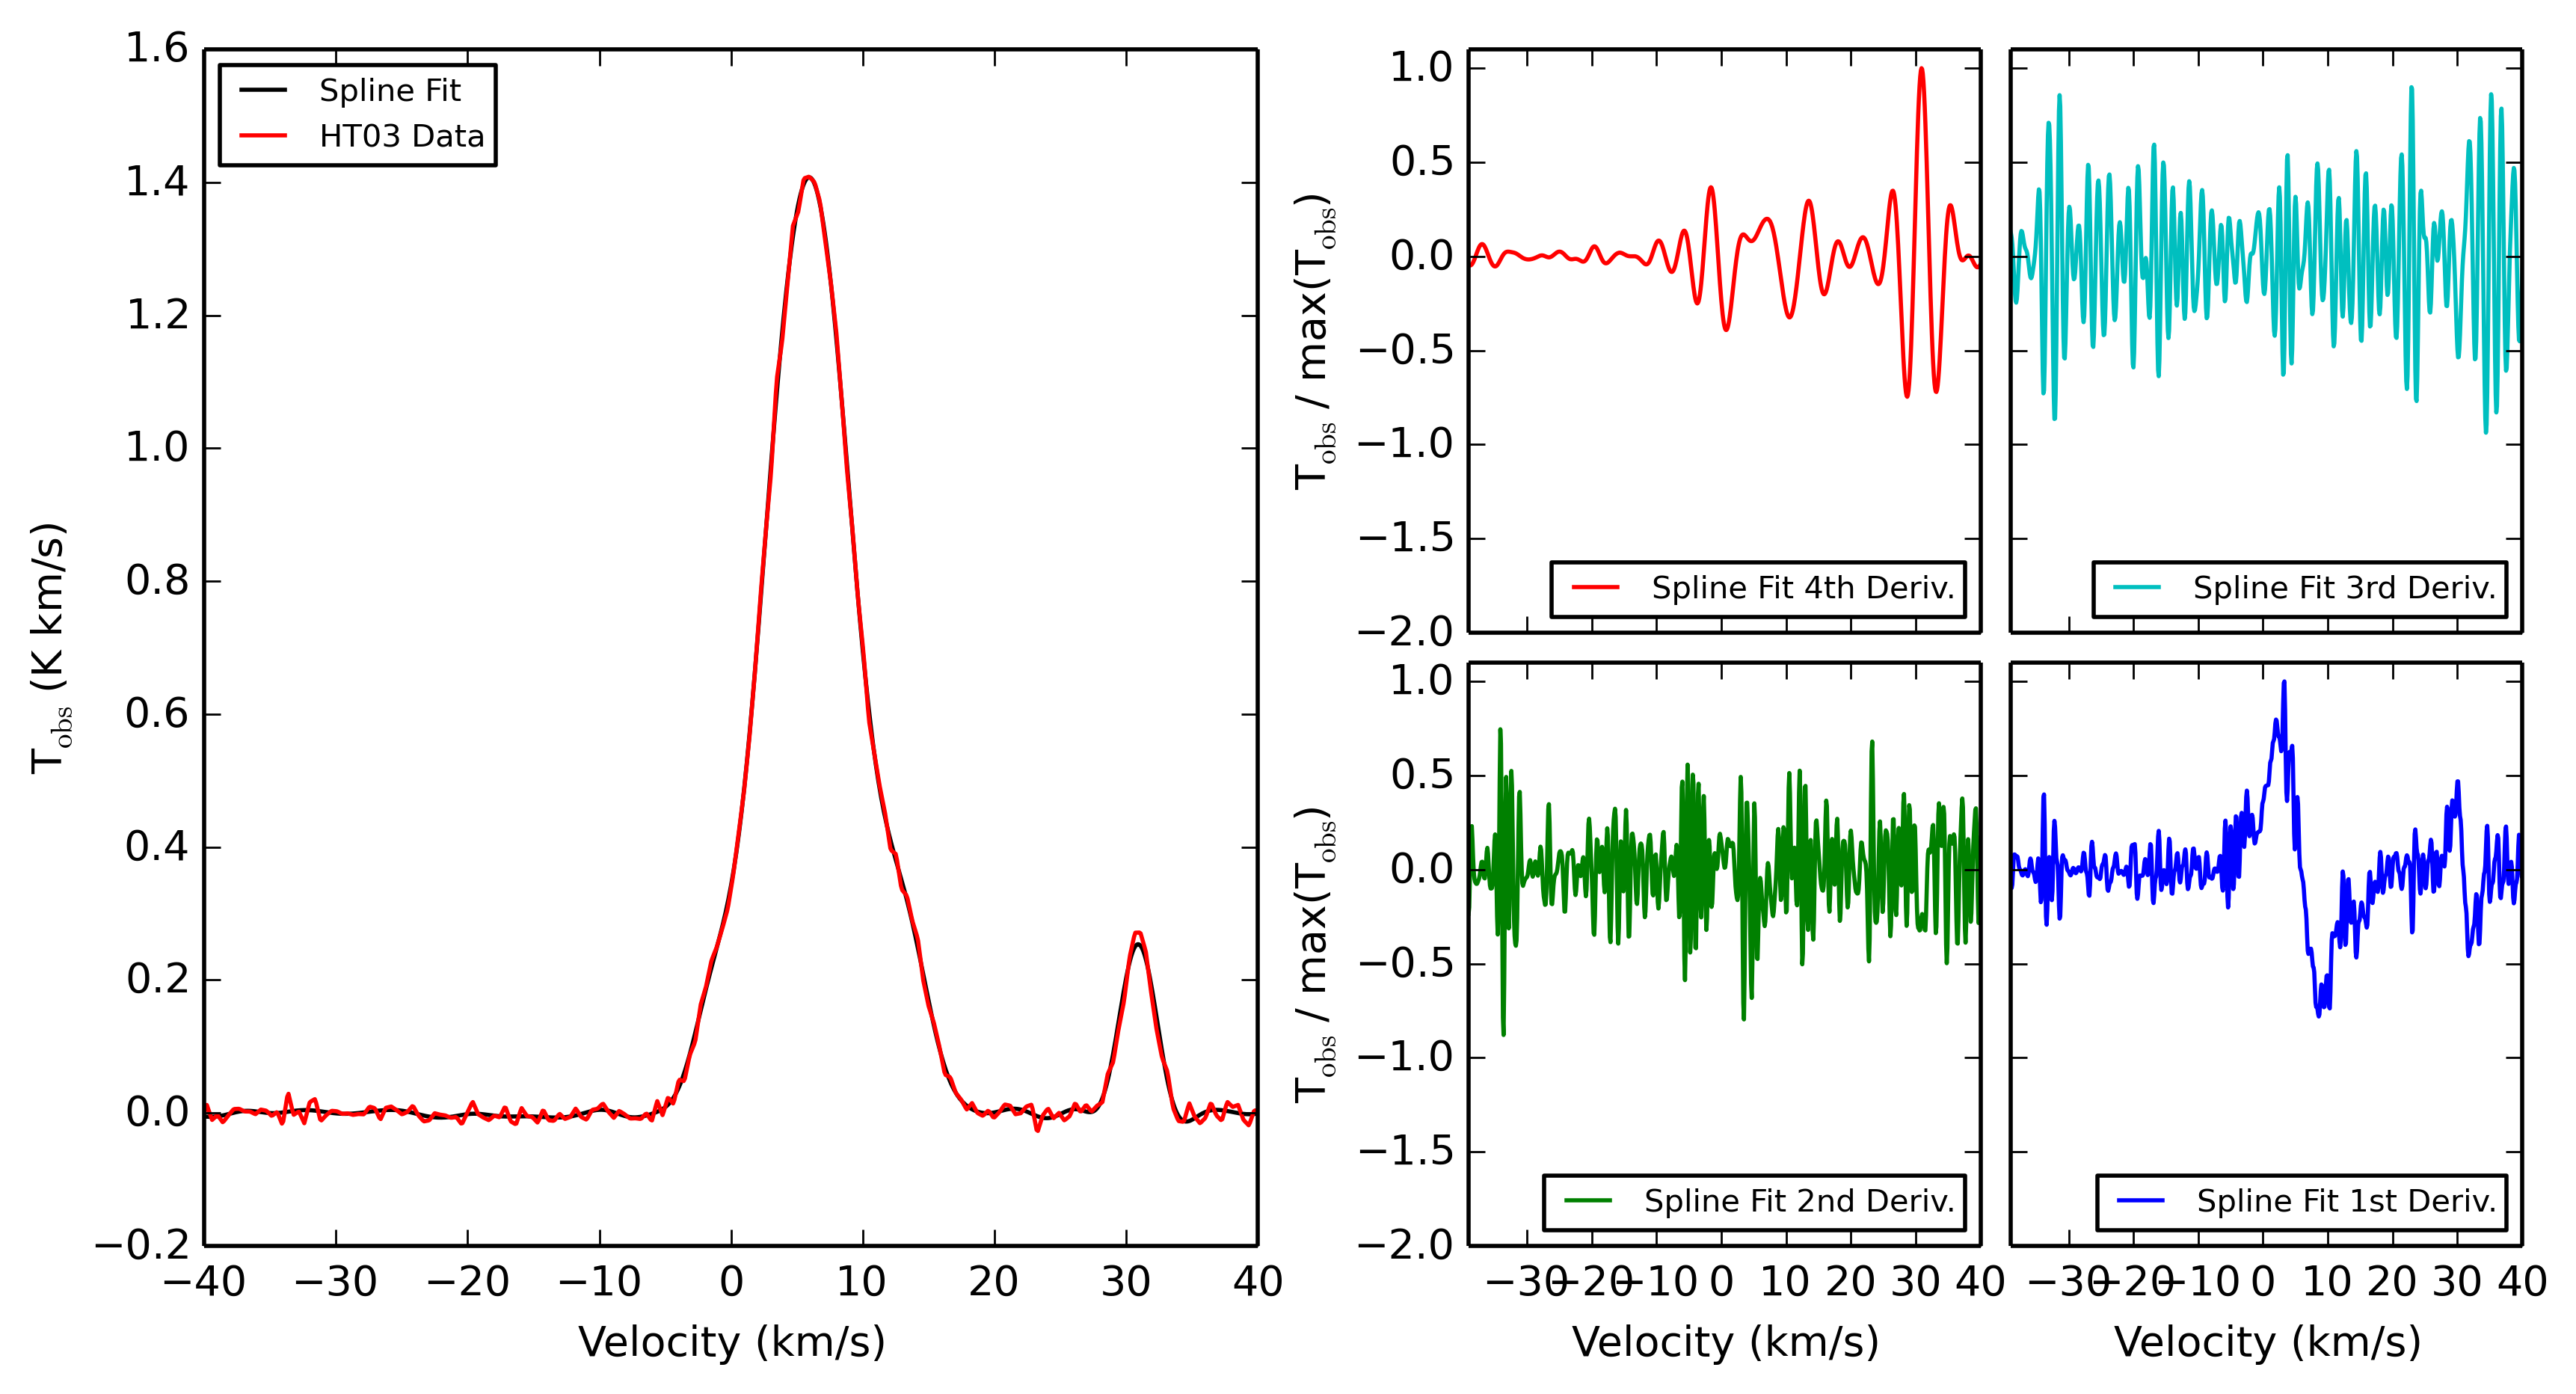 1.6
1.4
1.2
1.0
0.8
0.6
0.4
0.2
0.0
−0.2
T_obs (K km/s)
Spline Fit
HT03 Data
−40 −30 −20 −10 0 10 20 30 40
Velocity (km/s)
1.0
0.5
0.0
−0.5
−1.0
−1.5
−2.0
T_obs / max(T_obs)
Spline Fit 4th Deriv.
Spline Fit 3rd Deriv.
1.0
0.5
0.0
−0.5
−1.0
−1.5
−2.0
T_obs / max(T_obs)
Spline Fit 2nd Deriv.
Spline Fit 1st Deriv.
−30 −20 −10 0 10 20 30 40
−30 −20 −10 0 10 20 30 40
Velocity (km/s)
Velocity (km/s)